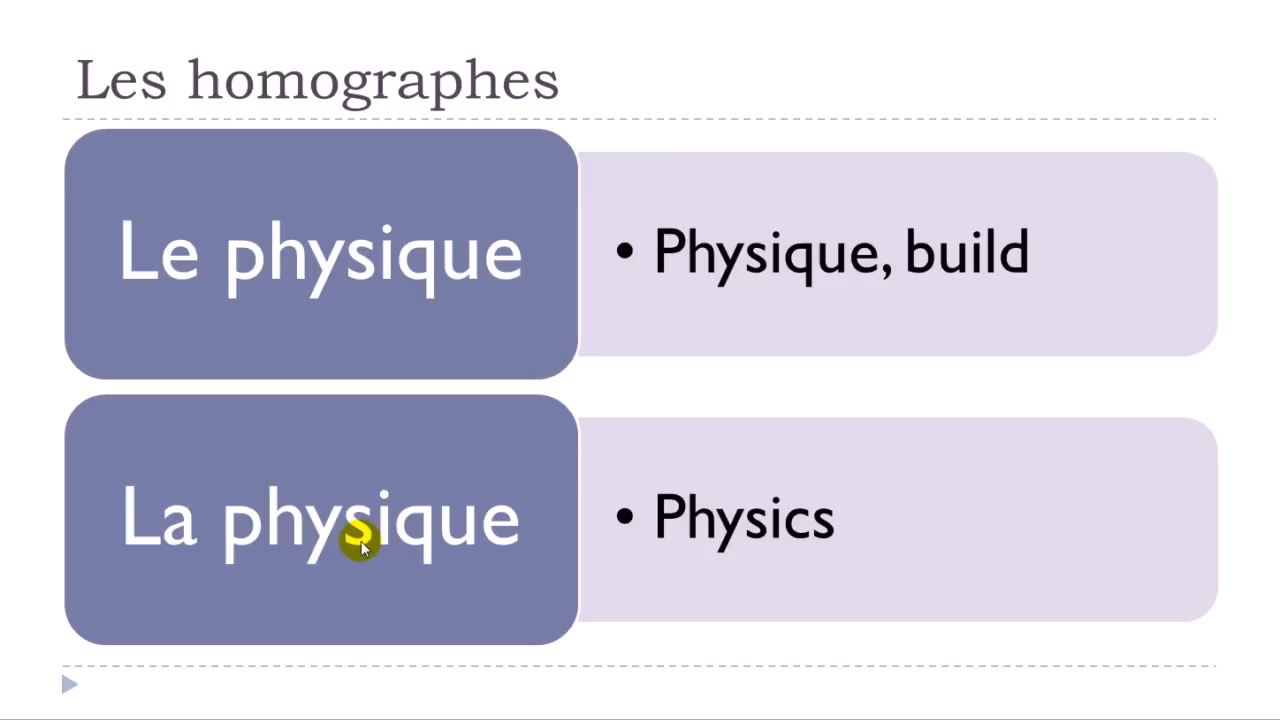 Les homographes
Le physique
• Physique, build
La physique
• Physics